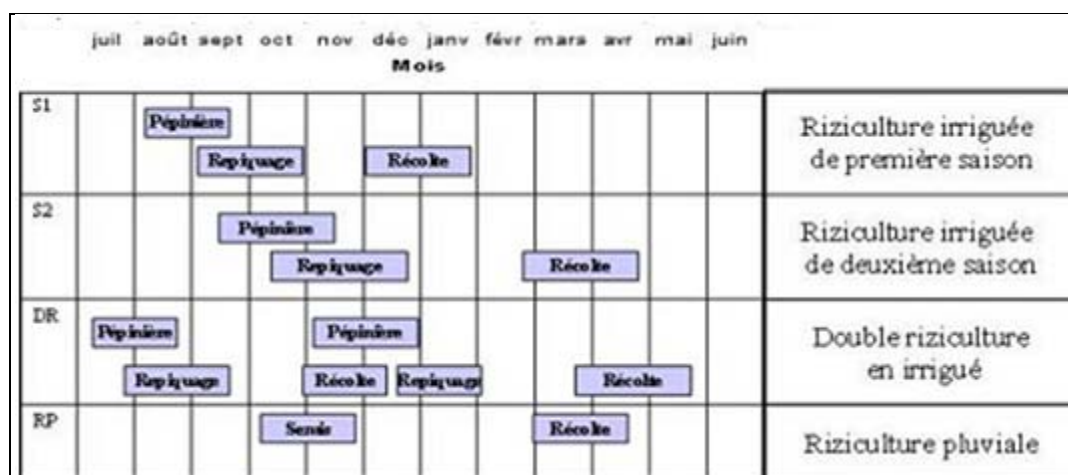 juil août sept oct nov déc janv févr mars avr mai juin
Mois
S1
Pépinière
Repiquage Récolte
Riziculture irriguée
de première saison
S2
Pépinière
Repiquage Récolte
Riziculture irriguée
de deuxième saison
DR
Pépinière Pépinière
Repiquage Récolte Repiquage Récolte
Double riziculture
en irrigué
RP
Semis Récolte
Riziculture pluviale